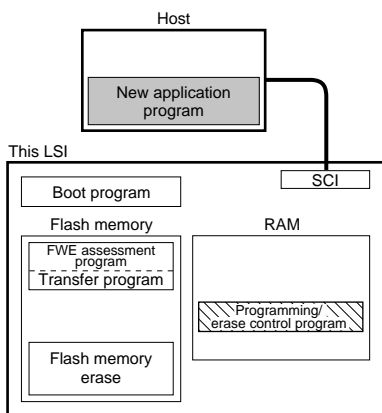 Host
New application
program
This LSI
SCI
Boot program
Flash memory
RAM
FWE assessment
program
Transfer program
Programming/
erase control program
Flash memory
erase